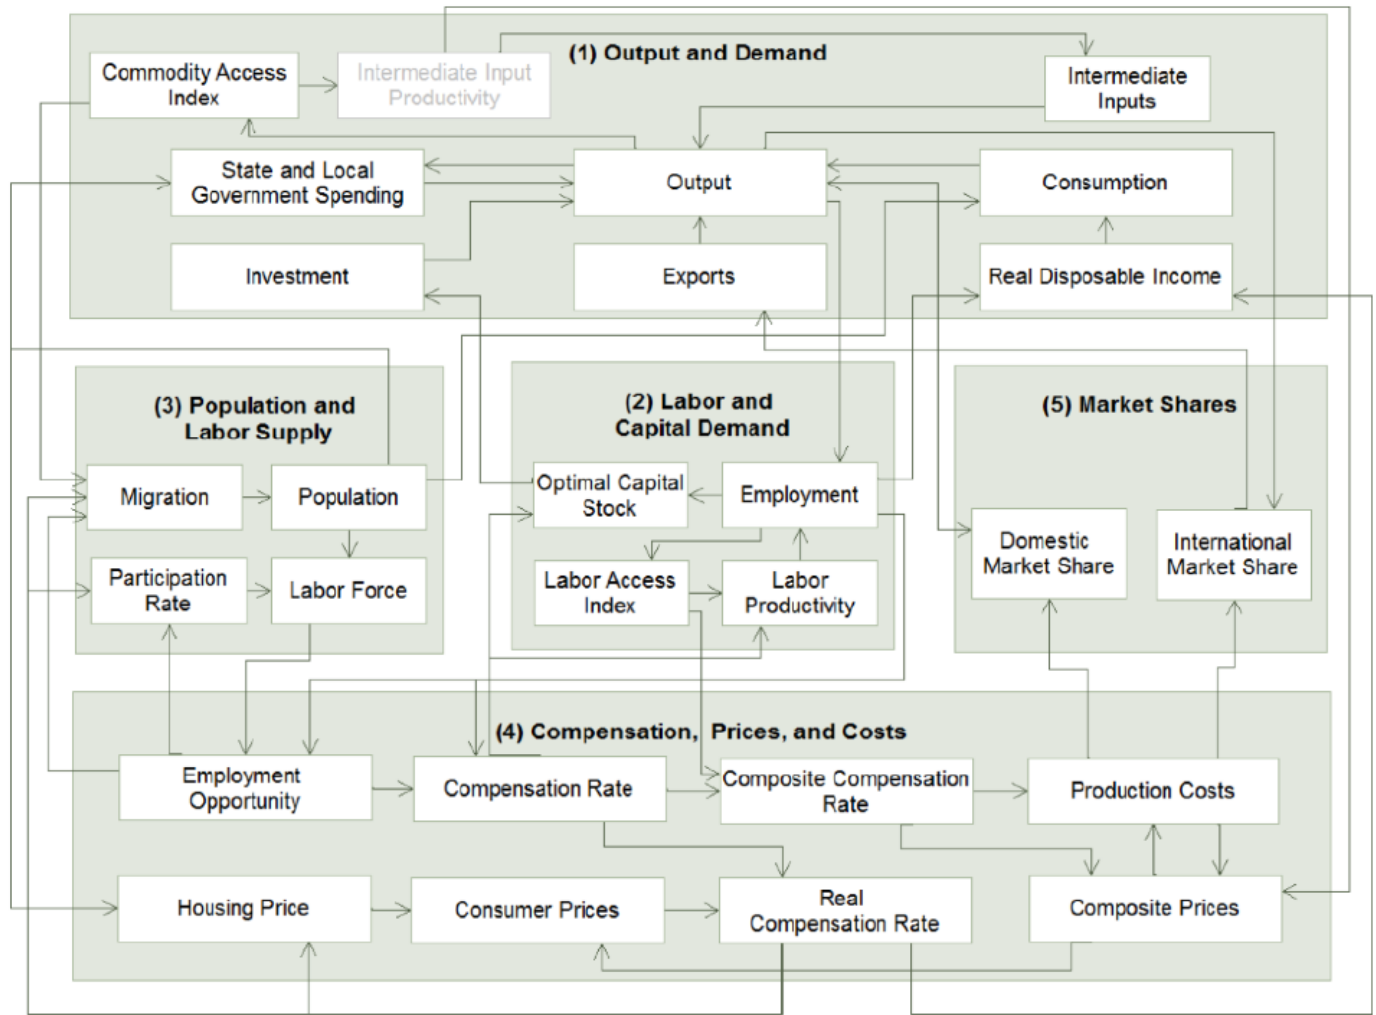 (1) Output and Demand
Commodity Access
Index
Intermediate Input
Productivity
Intermediate
Inputs
State and Local
Government Spending
Output
Consumption
Investment
Exports
Real Disposable Income
(3) Population and
Labor Supply
(2) Labor and
Capital Demand
(5) Market Shares
Migration
Population
Optimal Capital
Stock
Employment
Domestic
Market Share
International
Market Share
Participation
Rate
Labor Force
Labor Access
Index
Labor
Productivity
(4) Compensation, Prices, and Costs
Employment
Opportunity
Compensation Rate
Composite Compensation
Rate
Production Costs
Housing Price
Consumer Prices
Real
Compensation Rate
Composite Prices